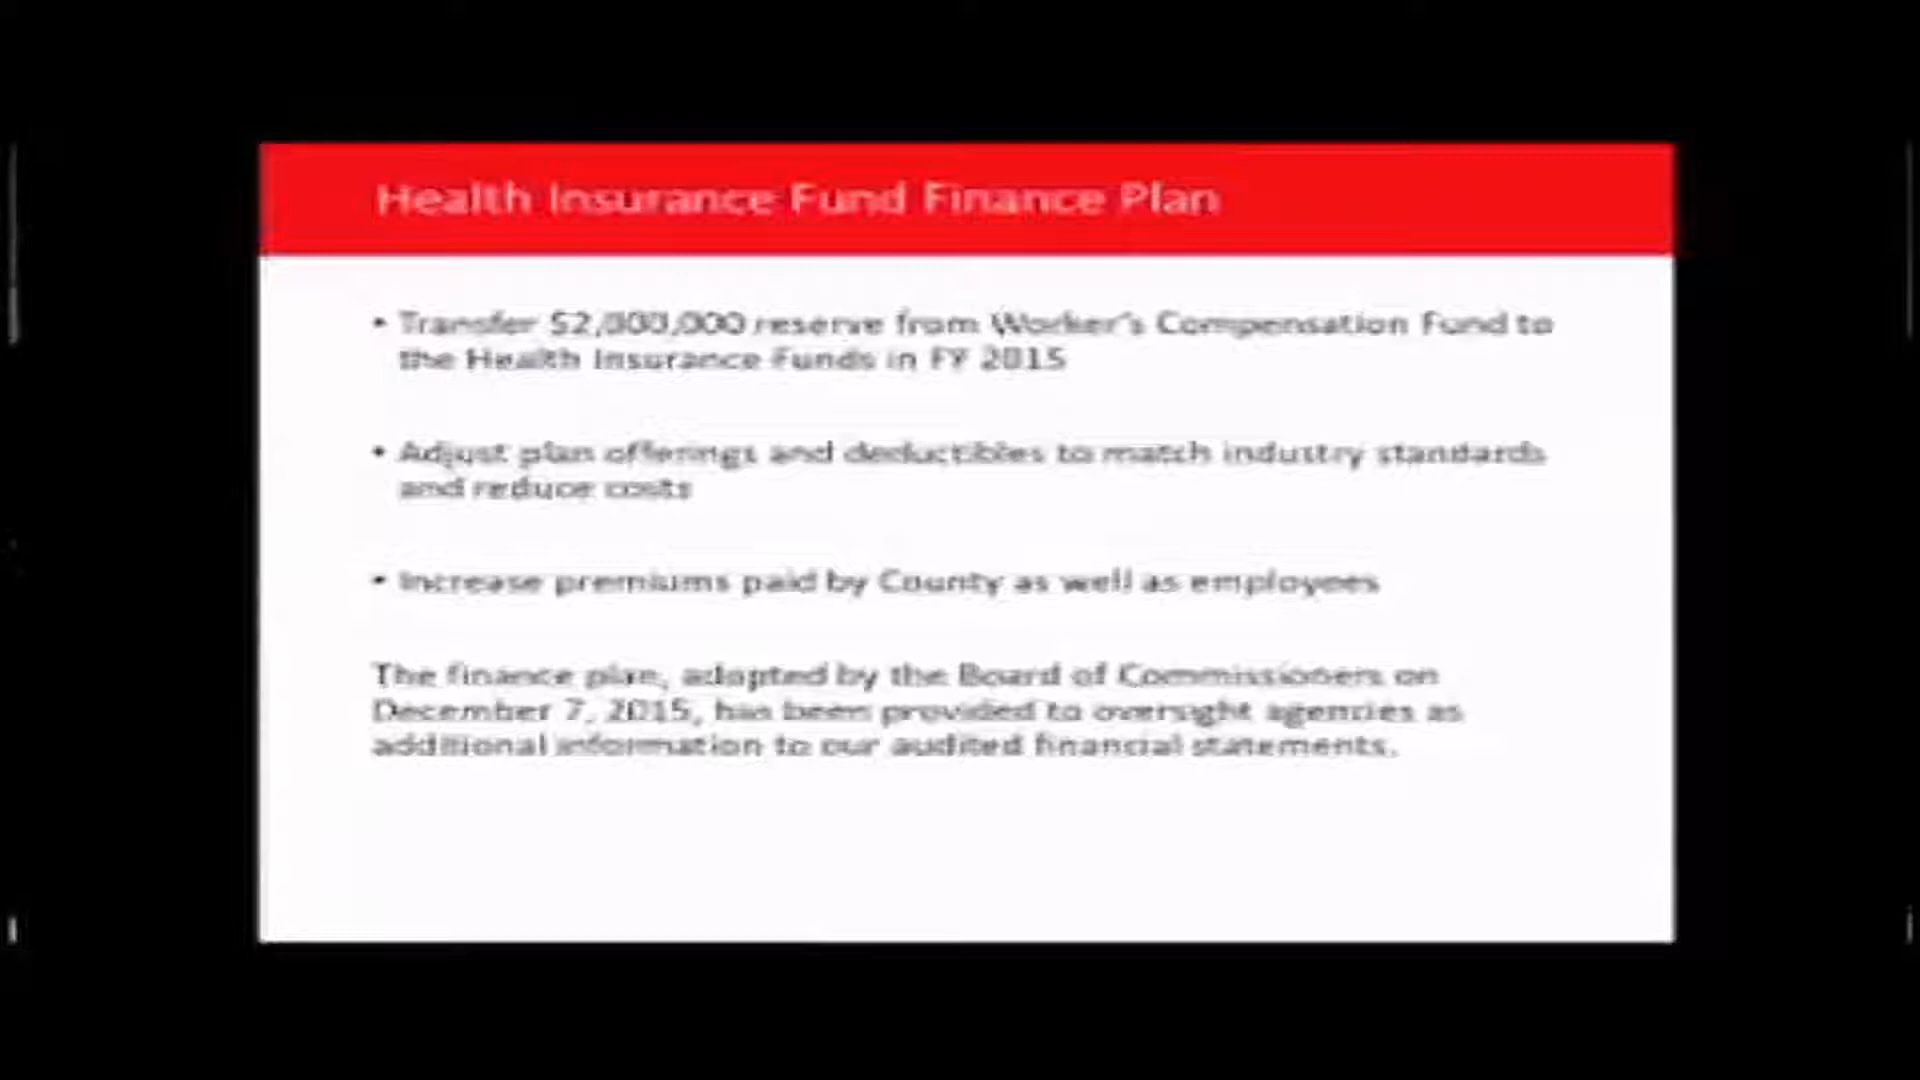 Health Insurance Fund Finance Plan
• Transfer $2,000,000 reserve from Worker's Compensation Fund to
the Health Insurance Funds in FY 2015
• Adjust plan offerings and deductibles to match industry standards
and reduce costs
• Increase premiums paid by County as well as employees
The finance plan, adopted by the Board of Commissioners on
December 7, 2015, has been provided to oversight agencies as
additional information to our audited financial statements.